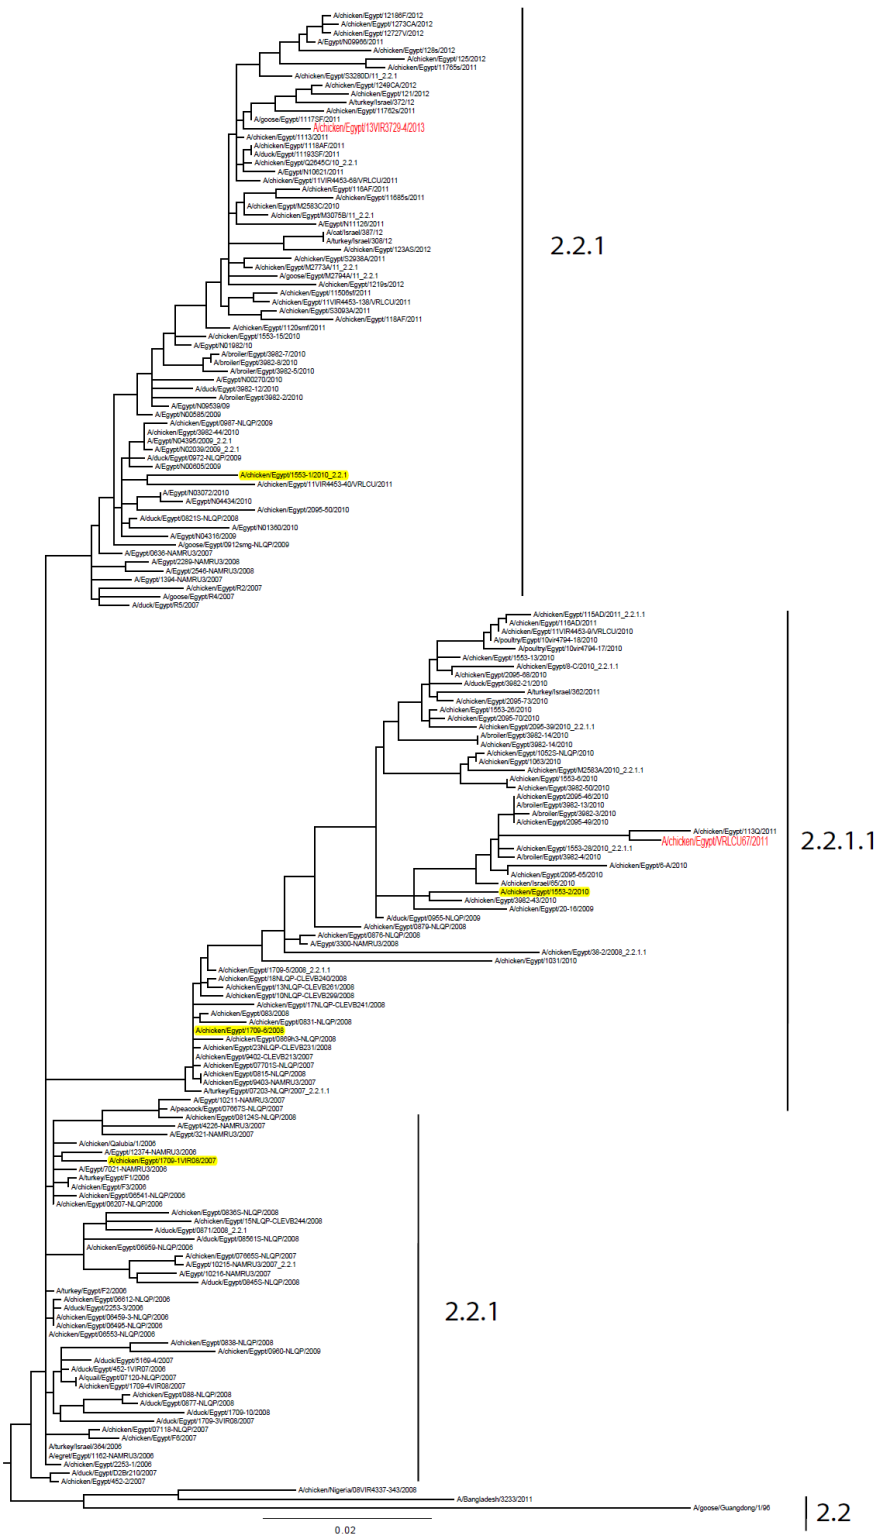 A/chicken/Egypt/12186F/2012
A/chicken/Egypt/1273CA/2012
A/chicken/Egypt/12727V/2012
A/Egypt/N09966/2011
A/chicken/Egypt/128s/2012
A/chicken/Egypt/125/2012
A/chicken/Egypt/11765s/2011
A/chicken/Egypt/S3280D/11_2.2.1
A/chicken/Egypt/1249CA/2012
A/chicken/Egypt/121/2012
A/turkey/Israel/372/12
A/chicken/Egypt/11762s/2011
A/goose/Egypt/1117SF/2011
A/chicken/Egypt/13VIR3729-4/2013
A/chicken/Egypt/1113/2011
A/chicken/Egypt/1118AF/2011
A/duck/Egypt/11193SF/2011
A/chicken/Egypt/Q2645C/10_2.2.1
A/Egypt/N10621/2011
A/chicken/Egypt/11VIR4453-68/VRLCU/2011
A/chicken/Egypt/116AF/2011
A/chicken/Egypt/11685s/2011
A/chicken/Egypt/M2583C/2010
A/chicken/Egypt/M3075B/11_2.2.1
A/Egypt/N11126/2011
A/cat/Israel/387/12
A/turkey/Israel/308/12
A/chicken/Egypt/123AS/2012
2.2.1
A/chicken/Egypt/S2938A/2011
A/chicken/Egypt/M2773A/11_2.2.1
A/goose/Egypt/M2794A/11_2.2.1
A/chicken/Egypt/1219s/2012
A/chicken/Egypt/11506sf/2011
A/chicken/Egypt/11VIR4453-138/VRLCU/2011
A/chicken/Egypt/S3093A/2011
A/chicken/Egypt/118AF/2011
A/chicken/Egypt/1120smf/2011
A/chicken/Egypt/1553-15/2010
A/Egypt/N01982/10
A/broiler/Egypt/3982-7/2010
A/broiler/Egypt/3982-8/2010
A/broiler/Egypt/3982-5/2010
A/Egypt/N00270/2010
A/duck/Egypt/3982-12/2010
A/broiler/Egypt/3982-2/2010
A/Egypt/N09539/09
A/Egypt/N00585/2009
A/chicken/Egypt/0987-NLQP/2009
A/chicken/Egypt/3982-44/2010
A/Egypt/N04395/2009_2.2.1
A/Egypt/N02039/2009_2.2.1
A/duck/Egypt/0972-NLQP/2009
A/Egypt/N00605/2009
A/chicken/Egypt/1553-1/2010_2.2.1
A/chicken/Egypt/11VIR4453-40/VRLCU/2011
A/Egypt/N03072/2010
A/Egypt/N04434/2010
A/chicken/Egypt/2095-50/2010
A/duck/Egypt/0821S-NLQP/2008
A/Egypt/N01360/2010
A/Egypt/N04316/2009
A/goose/Egypt/0912smg-NLQP/2009
A/Egypt/0636-NAMRU3/2007
A/Egypt/2289-NAMRU3/2008
A/Egypt/2546-NAMRU3/2008
A/Egypt/1394-NAMRU3/2007
A/chicken/Egypt/R2/2007
A/goose/Egypt/R4/2007
A/duck/Egypt/R5/2007
A/chicken/Egypt/115AD/2011_2.2.1.1
A/chicken/Egypt/116AD/2011
A/chicken/Egypt/11VIR4453-9/VRLCU/2010
A/poultry/Egypt/10vir4794-18/2010
A/poultry/Egypt/10vir4794-17/2010
A/chicken/Egypt/1553-13/2010
A/chicken/Egypt/8-C/2010_2.2.1.1
A/chicken/Egypt/2095-68/2010
A/duck/Egypt/3982-21/2010
A/turkey/Israel/362/2011
A/chicken/Egypt/2095-73/2010
A/chicken/Egypt/1553-26/2010
A/chicken/Egypt/2095-70/2010
A/chicken/Egypt/2095-39/2010_2.2.1.1
A/broiler/Egypt/3982-14/2010
A/chicken/Egypt/3982-14/2010
A/chicken/Egypt/1052S-NLQP/2010
A/chicken/Egypt/1063/2010
A/chicken/Egypt/M2583A/2010_2.2.1.1
A/chicken/Egypt/1553-6/2010
A/chicken/Egypt/3982-50/2010
A/chicken/Egypt/2095-46/2010
A/broiler/Egypt/3982-13/2010
A/broiler/Egypt/3982-3/2010
A/chicken/Egypt/2095-49/2010
A/chicken/Egypt/113Q/2011
A/chicken/Egypt/VRLCU67/2011
2.2.1.1
A/chicken/Egypt/1553-28/2010_2.2.1.1
A/broiler/Egypt/3982-4/2010
A/chicken/Egypt/6-A/2010
A/chicken/Egypt/2095-65/2010
A/chicken/Israel/65/2010
A/chicken/Egypt/1553-2/2010
A/chicken/Egypt/3982-43/2010
A/chicken/Egypt/20-16/2009
A/duck/Egypt/0955-NLQP/2009
A/chicken/Egypt/0879-NLQP/2008
A/chicken/Egypt/0876-NLQP/2008
A/Egypt/3300-NAMRU3/2008
A/chicken/Egypt/38-2/2008_2.2.1.1
A/chicken/Egypt/1031/2010
A/chicken/Egypt/1709-5/2008_2.2.1.1
A/chicken/Egypt/18NLQP-CLEVB240/2008
A/chicken/Egypt/13NLQP-CLEVB261/2008
A/chicken/Egypt/10NLQP-CLEVB299/2008
A/chicken/Egypt/17NLQP-CLEVB241/2008
A/chicken/Egypt/083/2008
A/chicken/Egypt/0831-NLQP/2008
A/chicken/Egypt/1709-6/2008
A/chicken/Egypt/0869h3-NLQP/2008
A/chicken/Egypt/23NLQP-CLEVB231/2008
A/chicken/Egypt/9402-CLEVB213/2007
A/chicken/Egypt/07701S-NLQP/2007
A/chicken/Egypt/0815-NLQP/2008
A/chicken/Egypt/9403-NAMRU3/2007
A/turkey/Egypt/07203-NLQP/2007_2.2.1.1
A/Egypt/10211-NAMRU3/2007
A/peacock/Egypt/07667S-NLQP/2007
A/chicken/Egypt/08124S-NLQP/2008
A/Egypt/4226-NAMRU3/2007
A/Egypt/321-NAMRU3/2007
A/chicken/Qalubia/1/2006
A/Egypt/12374-NAMRU3/2006
A/chicken/Egypt/1709-1VIR08/2007
A/Egypt/7021-NAMRU3/2006
A/turkey/Egypt/F1/2006
A/chicken/Egypt/F3/2006
A/chicken/Egypt/06541-NLQP/2006
A/chicken/Egypt/06207-NLQP/2006
A/chicken/Egypt/0836S-NLQP/2008
A/chicken/Egypt/15NLQP-CLEVB244/2008
A/duck/Egypt/0871/2008_2.2.1
A/duck/Egypt/08561S-NLQP/2008
A/chicken/Egypt/06959-NLQP/2006
A/chicken/Egypt/07665S-NLQP/2007
A/Egypt/10215-NAMRU3/2007_2.2.1
A/Egypt/10216-NAMRU3/2007
A/duck/Egypt/0845S-NLQP/2008
A/turkey/Egypt/F2/2006
A/chicken/Egypt/06612-NLQP/2006
A/duck/Egypt/2253-3/2006
2.2.1
A/chicken/Egypt/06459-3-NLQP/2006
A/chicken/Egypt/06495-NLQP/2006
A/chicken/Egypt/06553-NLQP/2006
A/chicken/Egypt/0838-NLQP/2008
A/chicken/Egypt/0960-NLQP/2009
A/duck/Egypt/5169-4/2007
A/duck/Egypt/452-1VIR07/2006
A/quail/Egypt/07120-NLQP/2007
A/chicken/Egypt/1709-4VIR08/2007
A/chicken/Egypt/088-NLQP/2008
A/duck/Egypt/0877-NLQP/2008
A/duck/Egypt/1709-10/2008
A/duck/Egypt/1709-3VIR08/2007
A/chicken/Egypt/07118-NLQP/2007
A/chicken/Egypt/F6/2007
A/turkey/Israel/364/2006
A/egret/Egypt/1162-NAMRU3/2006
A/chicken/Egypt/2253-1/2006
A/duck/Egypt/D2Br210/2007
A/chicken/Egypt/452-2/2007
A/chicken/Nigeria/08VIR4337-343/2008
A/Bangladesh/3233/2011
A/goose/Guangdong/1/96
2.2
0.02